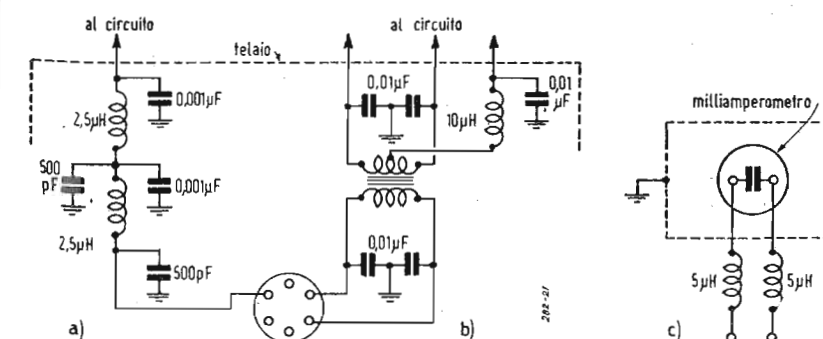 al circuito
al circuito
telaio
0,001µF
0,01µF
0,01
µF
2,5µH
10µH
milliamperometro
500
pF
0,001µF
2,5µH
0,01µF
500pF
5µH
5µH
282-21
a)
b)
c)